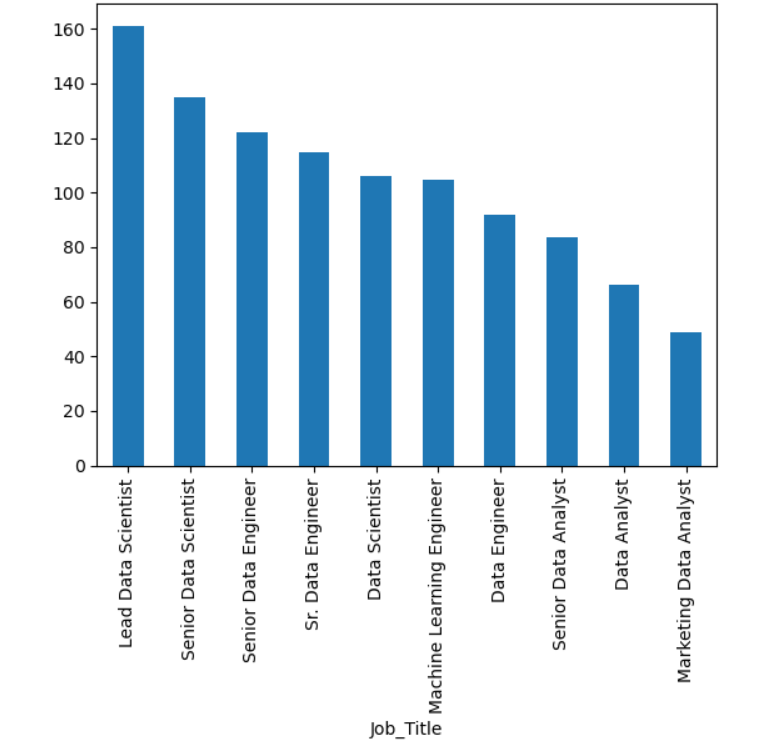 160
140
120
100
80
60
40
20
0
Lead Data Scientist
Senior Data Scientist
Senior Data Engineer
Sr. Data Engineer
Data Scientist
Machine Learning Engineer
Data Engineer
Senior Data Analyst
Data Analyst
Marketing Data Analyst
Job_Title